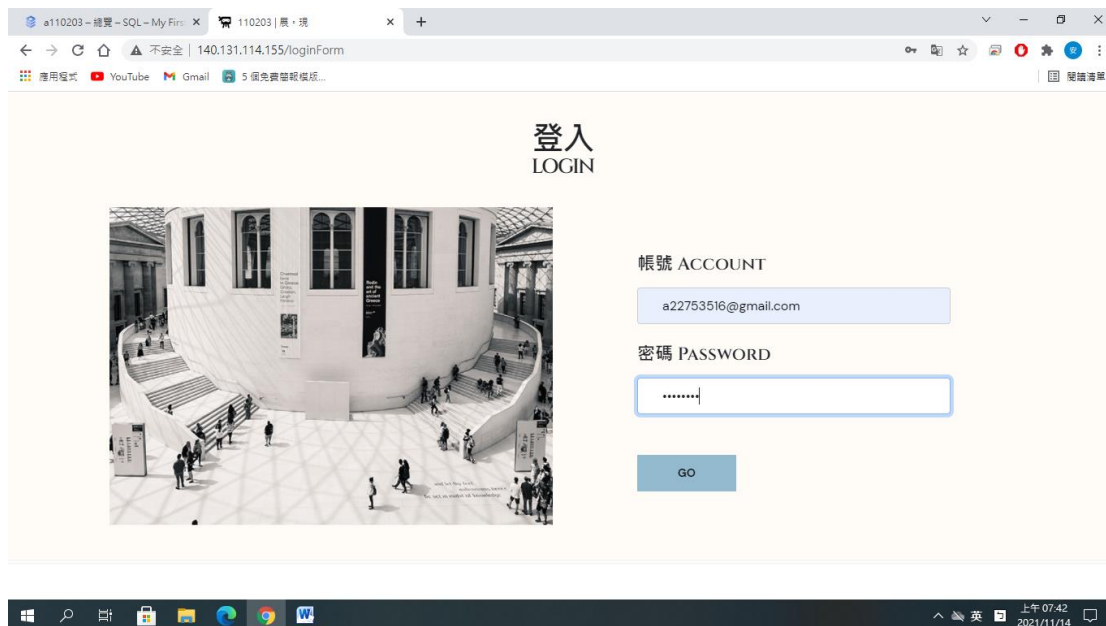 a110203 – 總覽 – SQL – My Firs
110203 | 展・現
不安全 | 140.131.114.155/loginForm
應用程式 YouTube Gmail 5 個免費簡報模版...
閱讀清單
登入
LOGIN
帳號 ACCOUNT
a22753516@gmail.com
密碼 PASSWORD
••••••••
GO
英
上午 07:42
2021/11/14